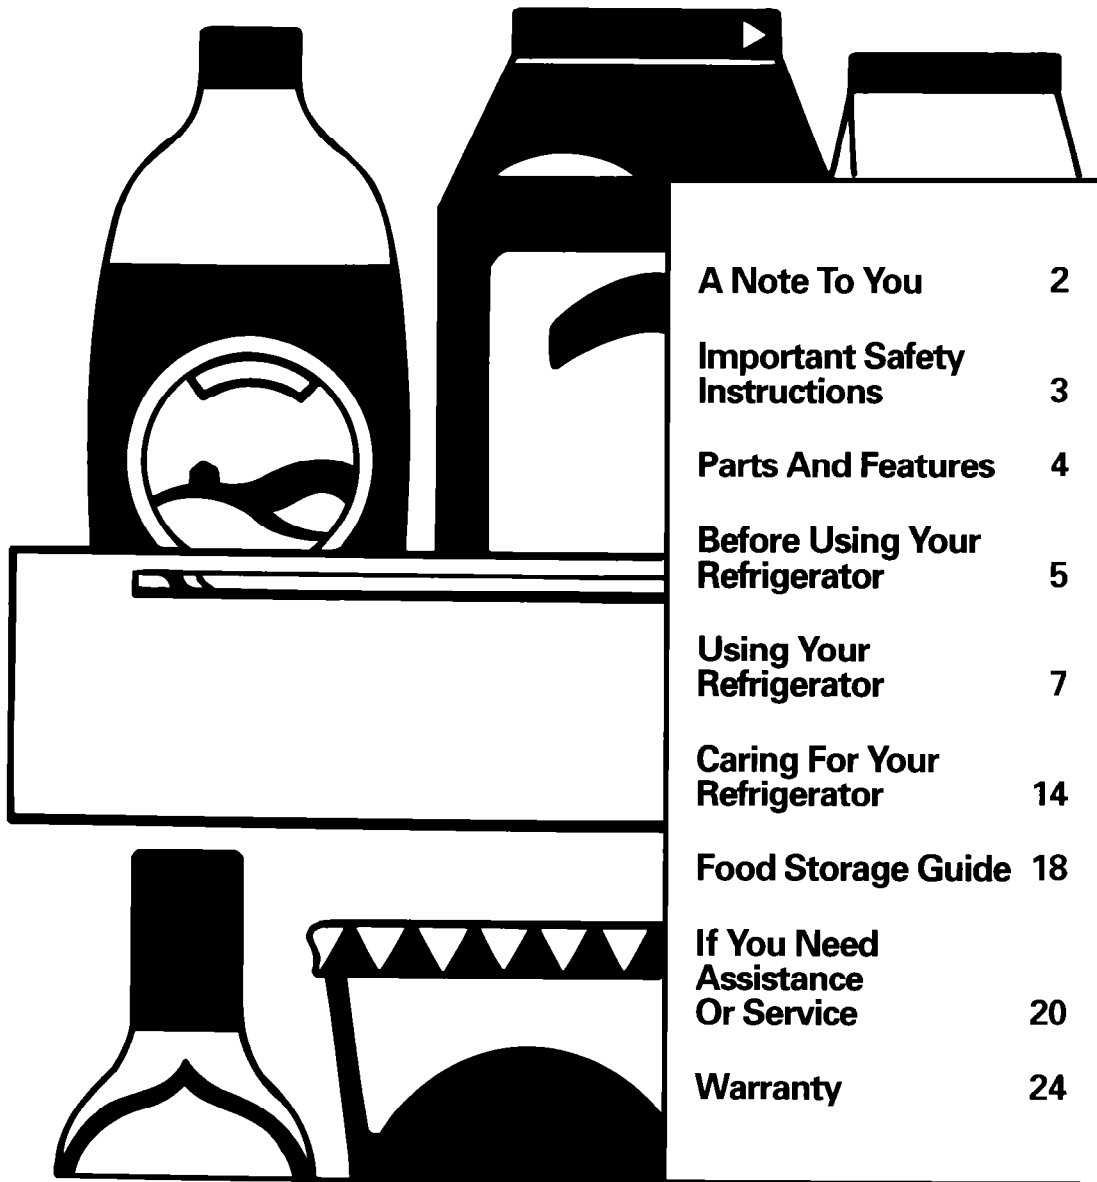 A Note To You 2
Important Safety
Instructions 3
Parts And Features 4
Before Using Your
Refrigerator 5
Using Your
Refrigerator 7
Caring For Your
Refrigerator 14
Food Storage Guide 18
If You Need
Assistance
Or Service 20
Warranty 24